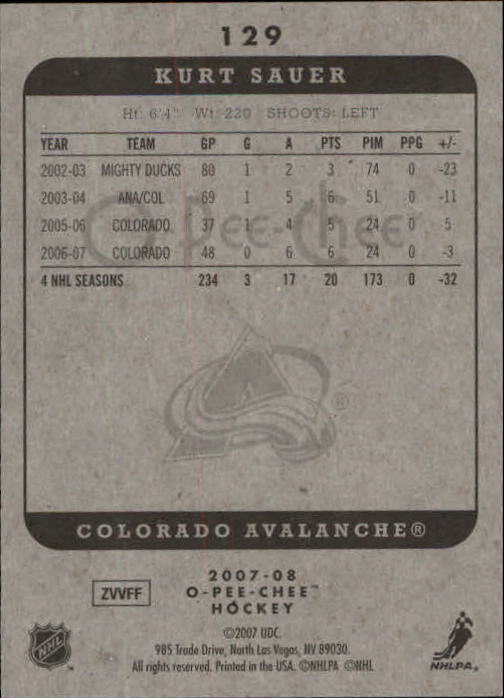 129
KURT SAUER
Ht: 6'4" Wt: 220 SHOOTS: LEFT
YEAR TEAM GP G A PTS PIM PPG +/-
2002-03 MIGHTY DUCKS 80 1 2 3 74 0 -23
2003-04 ANA/COL 69 1 5 6 51 0 -11
O-Pee-Chee
2005-06 COLORADO 37 1 4 5 24 0 5
2006-07 COLORADO 48 0 6 6 24 0 -3
4 NHL SEASONS 234 3 17 20 173 0 -32
®
COLORADO AVALANCHE®
2007-08
ZVVFF
O-PEE-CHEE™
HOCKEY
©2007 UDC.
985 Trade Drive, North Las Vegas, NV 89030.
All rights reserved. Printed in the USA. ©NHLPA ©NHL
NHL
NHLPA®